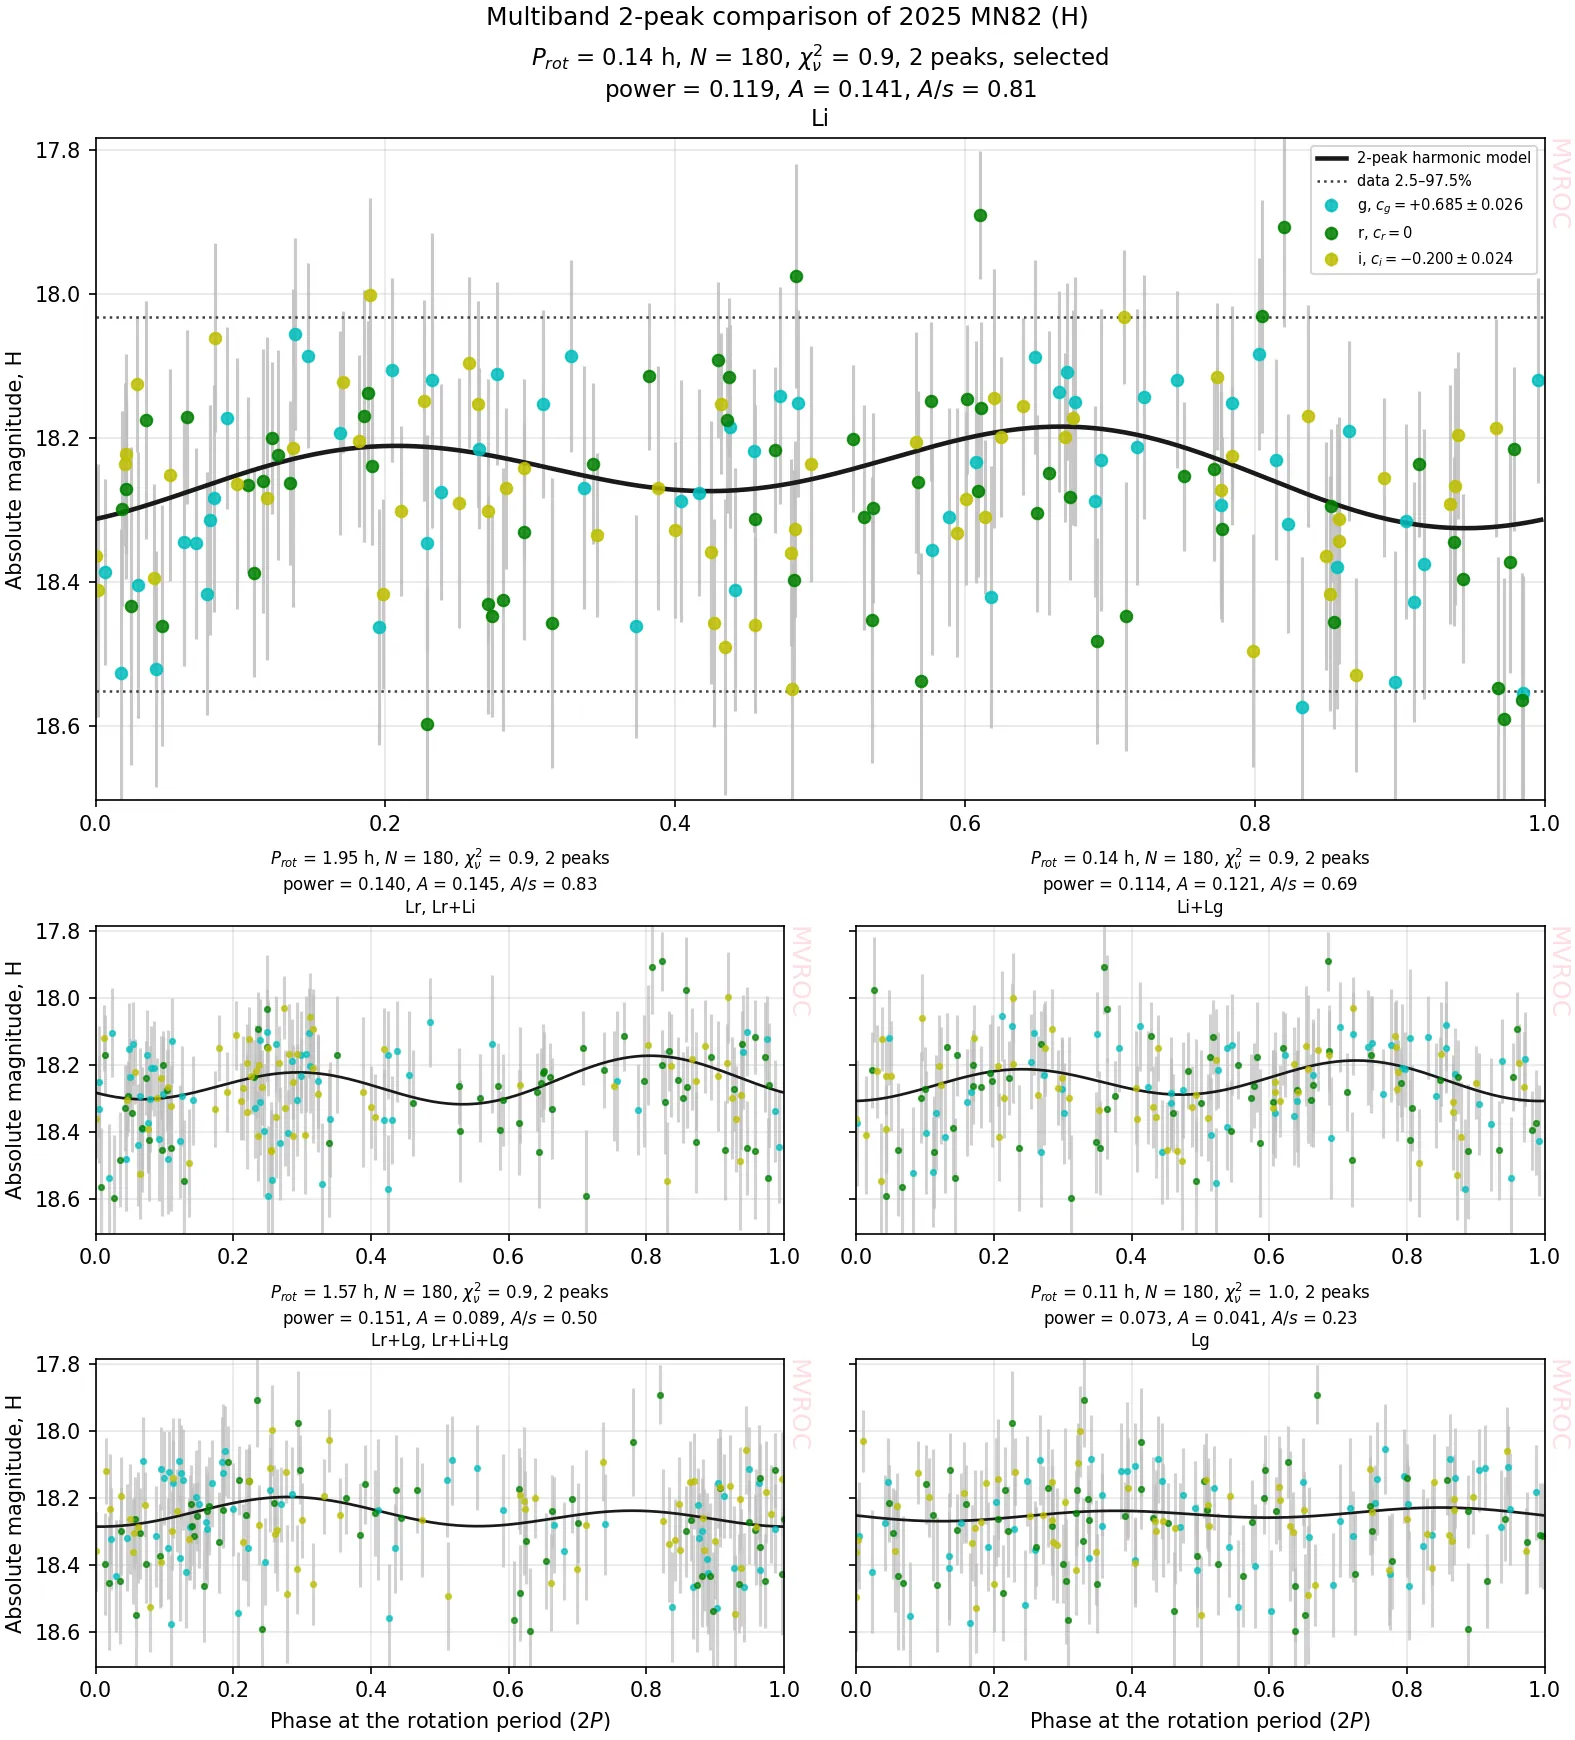 Multiband 2-peak comparison of 2025 MN82 (H)
P_rot = 0.14 h, N = 180, χ²_ν = 0.9, 2 peaks, selected
power = 0.119, A = 0.141, A/s = 0.81
Li
17.8
18.0
18.2
18.4
18.6
Absolute magnitude, H
2-peak harmonic model
data 2.5–97.5%
g, c_g = +0.685 ± 0.026
r, c_r = 0
i, c_i = −0.200 ± 0.024
MVROC
0.0 0.2 0.4 0.6 0.8 1.0
P_rot = 1.95 h, N = 180, χ²_ν = 0.9, 2 peaks
power = 0.140, A = 0.145, A/s = 0.83
Lr, Lr+Li
17.8
18.0
18.2
18.4
18.6
Absolute magnitude, H
MVROC
0.0 0.2 0.4 0.6 0.8 1.0
P_rot = 0.14 h, N = 180, χ²_ν = 0.9, 2 peaks
power = 0.114, A = 0.121, A/s = 0.69
Li+Lg
MVROC
0.0 0.2 0.4 0.6 0.8 1.0
P_rot = 1.57 h, N = 180, χ²_ν = 0.9, 2 peaks
power = 0.151, A = 0.089, A/s = 0.50
Lr+Lg, Lr+Li+Lg
17.8
18.0
18.2
18.4
18.6
Absolute magnitude, H
MVROC
0.0 0.2 0.4 0.6 0.8 1.0
Phase at the rotation period (2P)
P_rot = 0.11 h, N = 180, χ²_ν = 1.0, 2 peaks
power = 0.073, A = 0.041, A/s = 0.23
Lg
MVROC
0.0 0.2 0.4 0.6 0.8 1.0
Phase at the rotation period (2P)